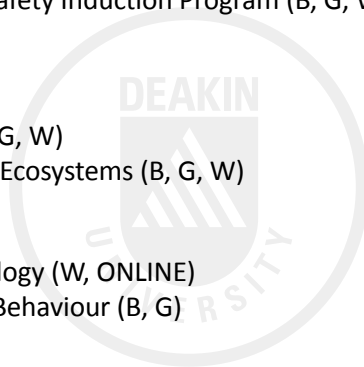 afety Induction Program (B, G,
G, W)
Ecosystems (B, G, W)
logy (W, ONLINE)
Behaviour (B, G)
DEAKIN
UNIVERSITY